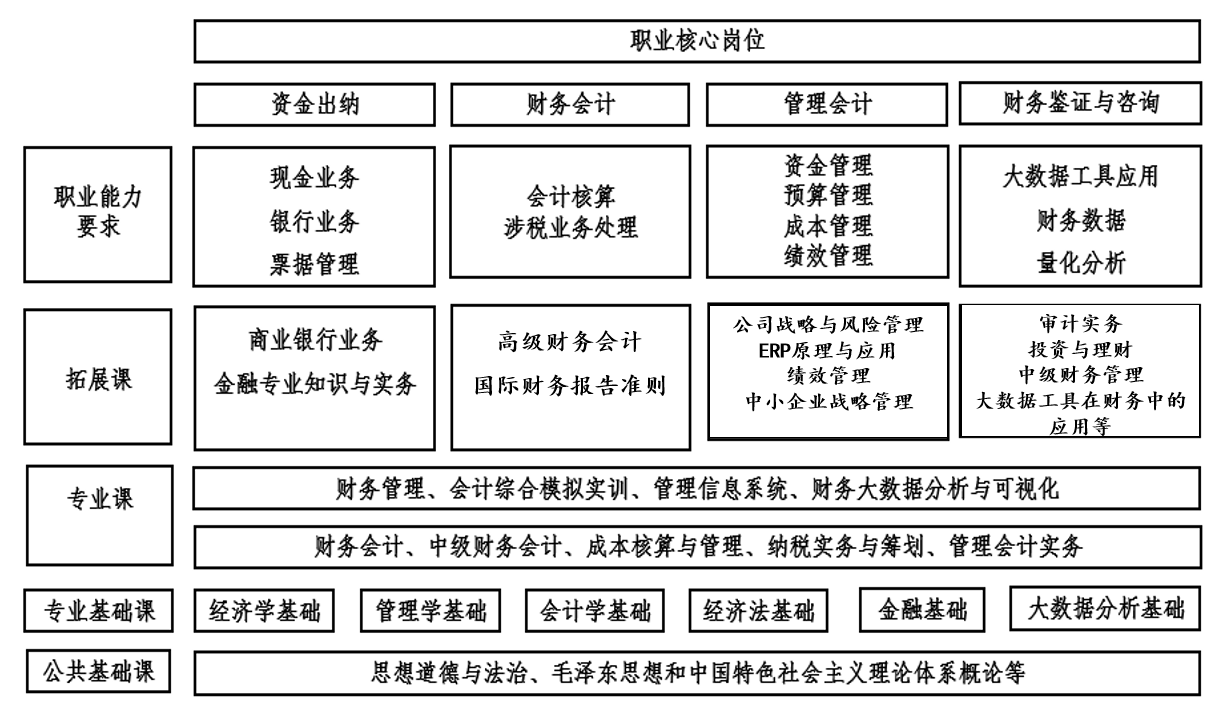 职业核心岗位
资金出纳
财务会计
管理会计
财务鉴证与咨询
职业能力
要求
现金业务
银行业务
票据管理
会计核算
涉税业务处理
资金管理
预算管理
成本管理
绩效管理
大数据工具应用
财务数据
量化分析
拓展课
商业银行业务
金融专业知识与实务
高级财务会计
国际财务报告准则
公司战略与风险管理
ERP原理与应用
绩效管理
中小企业战略管理
审计实务
投资与理财
中级财务管理
大数据工具在财务中的
应用等
专业课
财务管理、会计综合模拟实训、管理信息系统、财务大数据分析与可视化
财务会计、中级财务会计、成本核算与管理、纳税实务与筹划、管理会计实务
专业基础课
经济学基础
管理学基础
会计学基础
经济法基础
金融基础
大数据分析基础
公共基础课
思想道德与法治、毛泽东思想和中国特色社会主义理论体系概论等